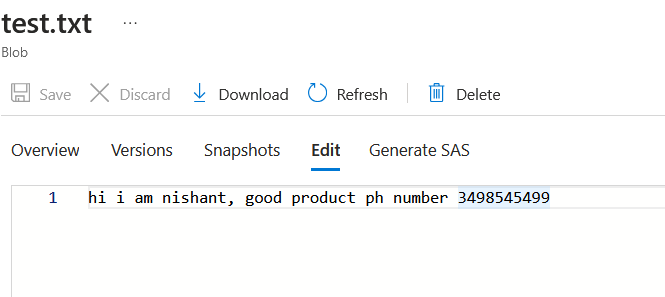 test.txt ...
Blob
Save Discard Download Refresh Delete
Overview Versions Snapshots Edit Generate SAS
1 hi i am nishant, good product ph number 3498545499